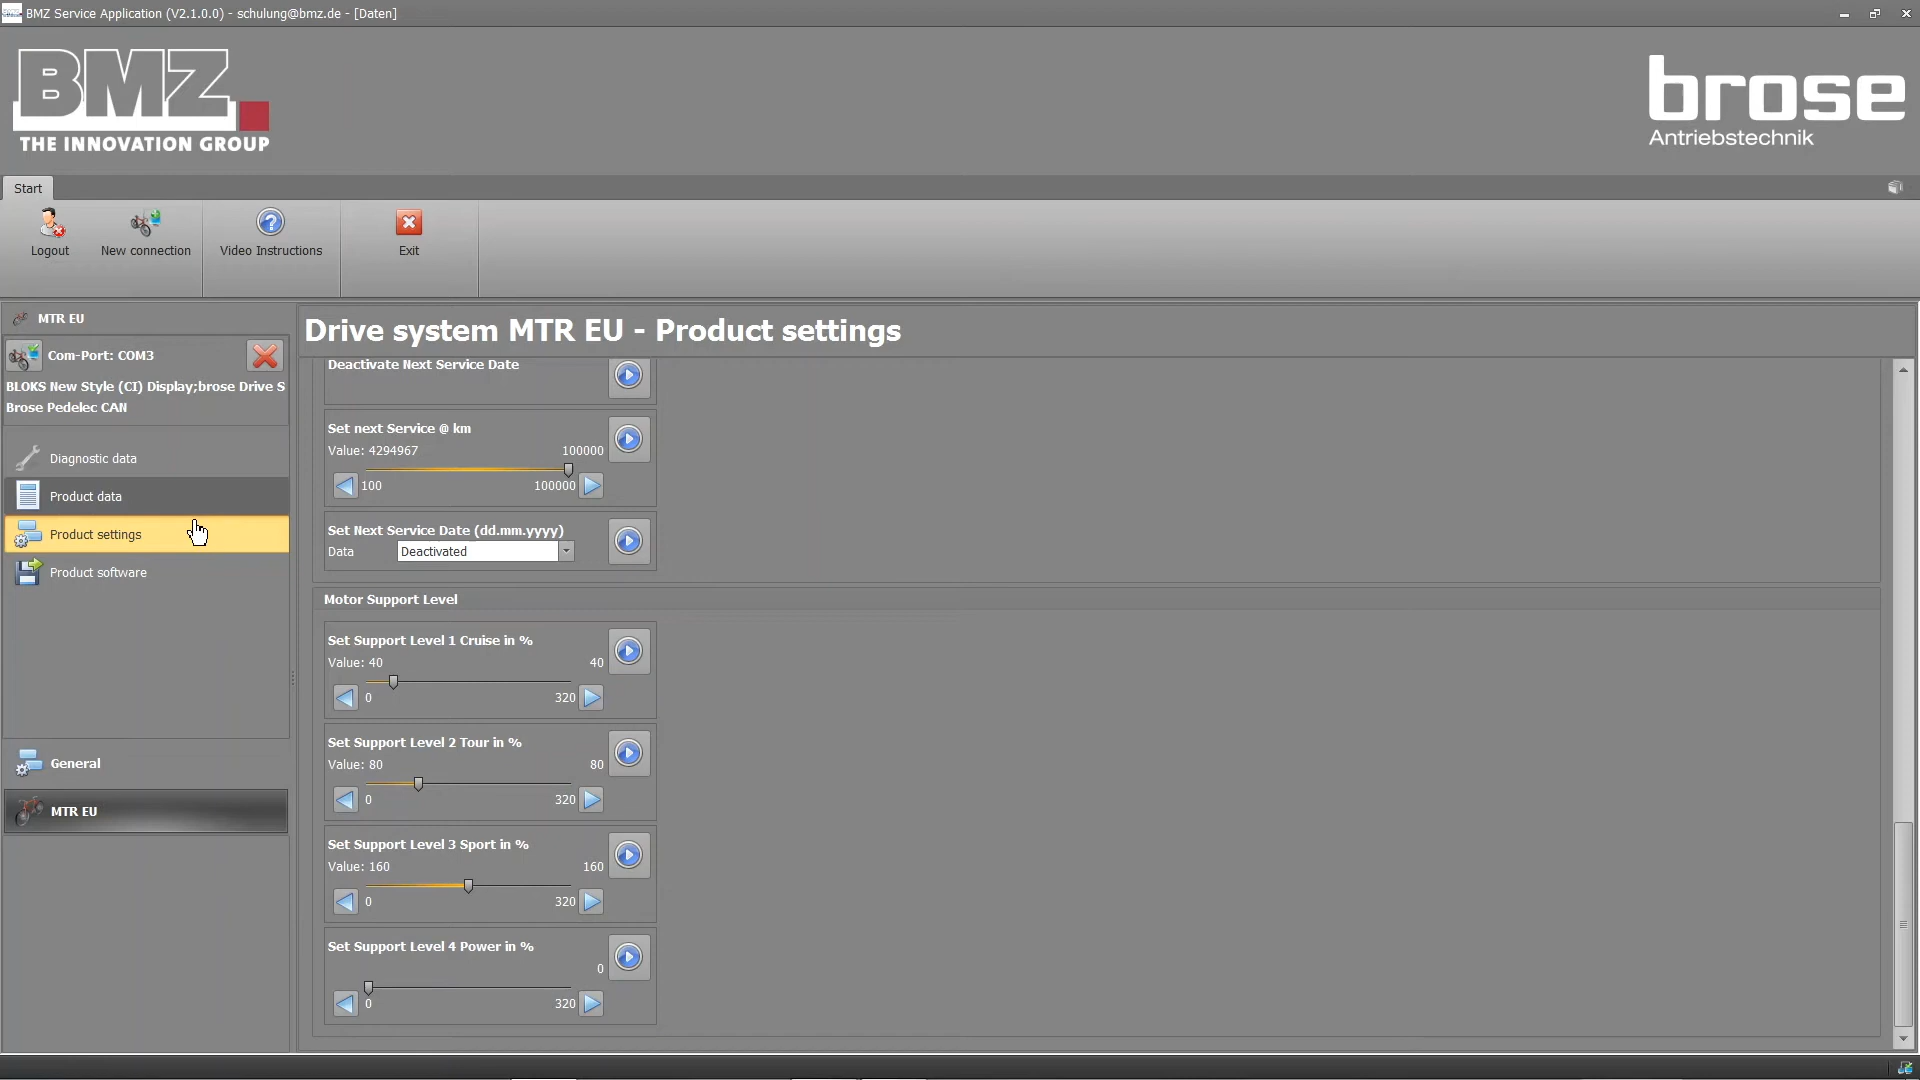 BMZ Service Application (V2.1.0.0) - schulung@bmz.de - [Daten]
BMZ
THE INNOVATION GROUP
brose
Antriebstechnik
Start
Logout
New connection
Video Instructions
Exit
MTR EU
Com-Port: COM3
BLOKS New Style (CI) Display;brose Drive S
Brose Pedelec CAN
Diagnostic data
Product data
Product settings
Product software
General
MTR EU
Drive system MTR EU - Product settings
Deactivate Next Service Date
Set next Service @ km
Value: 4294967 100000
100 100000
Set Next Service Date (dd.mm.yyyy)
Data Deactivated
Motor Support Level
Set Support Level 1 Cruise in %
Value: 40 40
0 320
Set Support Level 2 Tour in %
Value: 80 80
0 320
Set Support Level 3 Sport in %
Value: 160 160
0 320
Set Support Level 4 Power in %
0
0 320